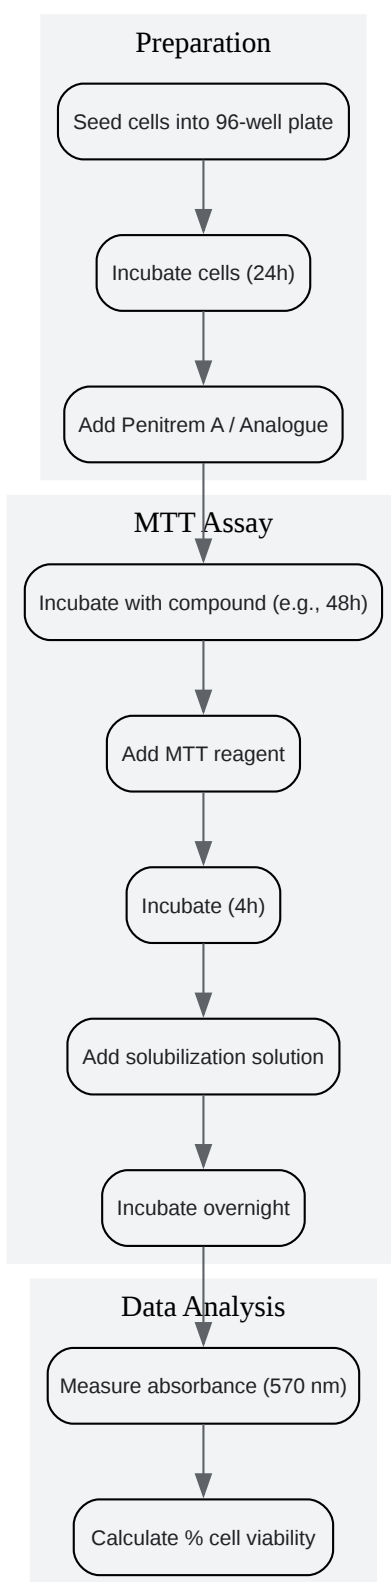 Preparation
Seed cells into 96-well plate
Incubate cells (24h)
Add Penitrem A / Analogue
MTT Assay
Incubate with compound (e.g., 48h)
Add MTT reagent
Incubate (4h)
Add solubilization solution
Incubate overnight
Data Analysis
Measure absorbance (570 nm)
Calculate % cell viability